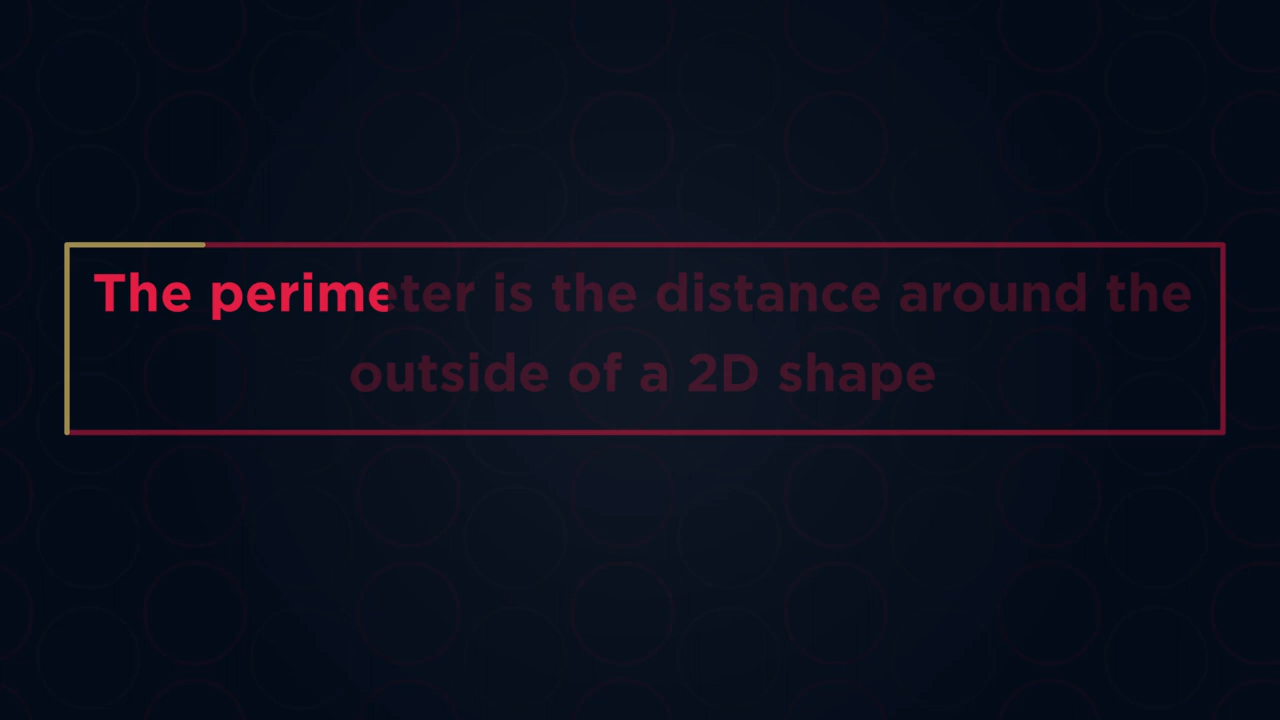 The perimeter is the distance around the
outside of a 2D shape